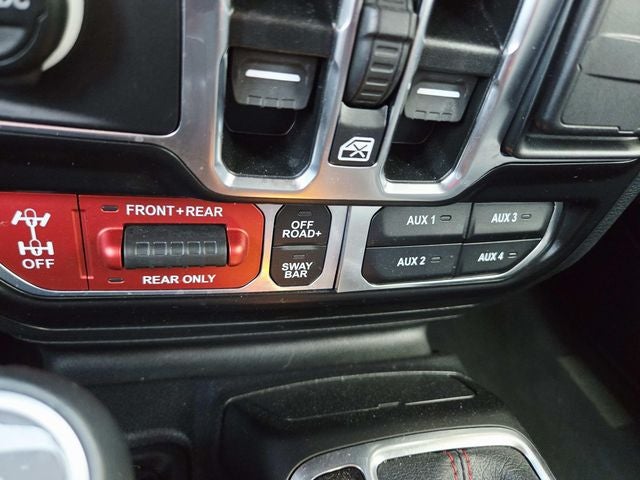 FRONT+REAR
OFF
REAR ONLY
OFF
ROAD+
SWAY
BAR
AUX 1
AUX 3
AUX 2
AUX 4